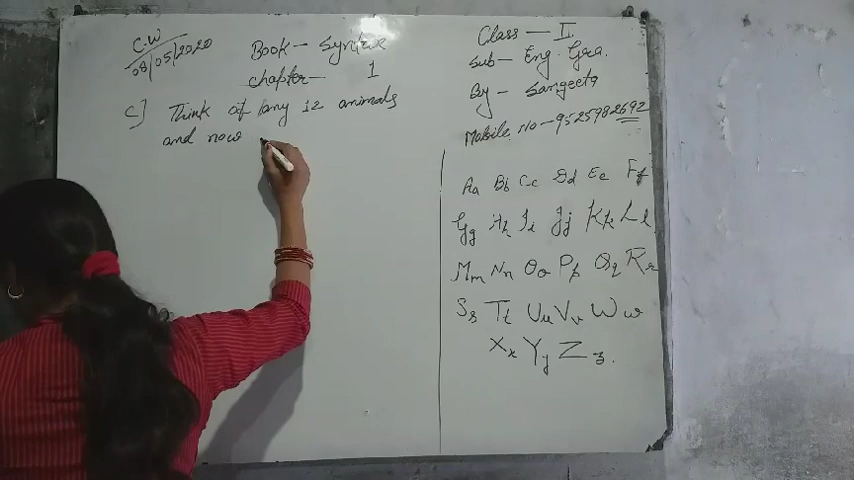 C.W
08/05/2020
Book - Syntree
chapter - 1
C] Think of any 12 animals
and now
Class - II
Sub - Eng. Gra.
By - Sangeeta
Mobile no - 9525982692
Aa Bb Cc Dd Ee Ff
Gg Hh Ii Jj Kk Ll
Mm Nn Oo Pp Qq Rr
Ss Tt Uu Vv Ww
Xx Yy Zz.